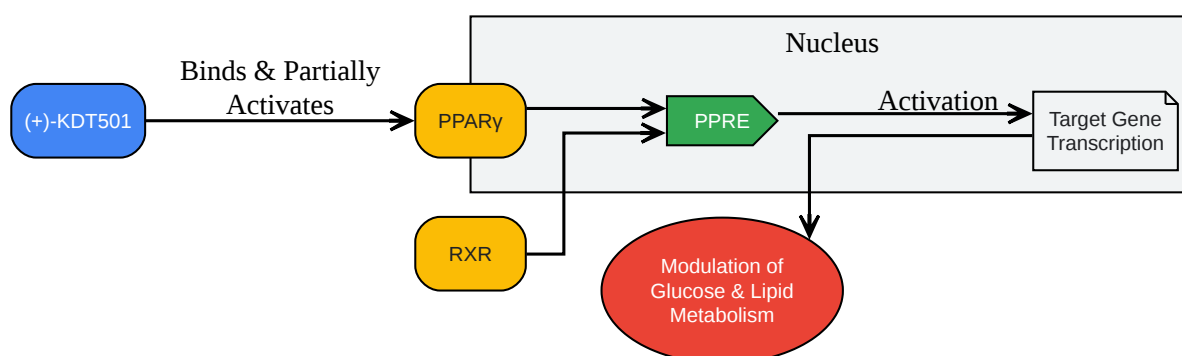 Nucleus
Binds & Partially
Activates
(+)-KDT501
PPARγ
PPRE
Activation
Target Gene
Transcription
RXR
Modulation of
Glucose & Lipid
Metabolism